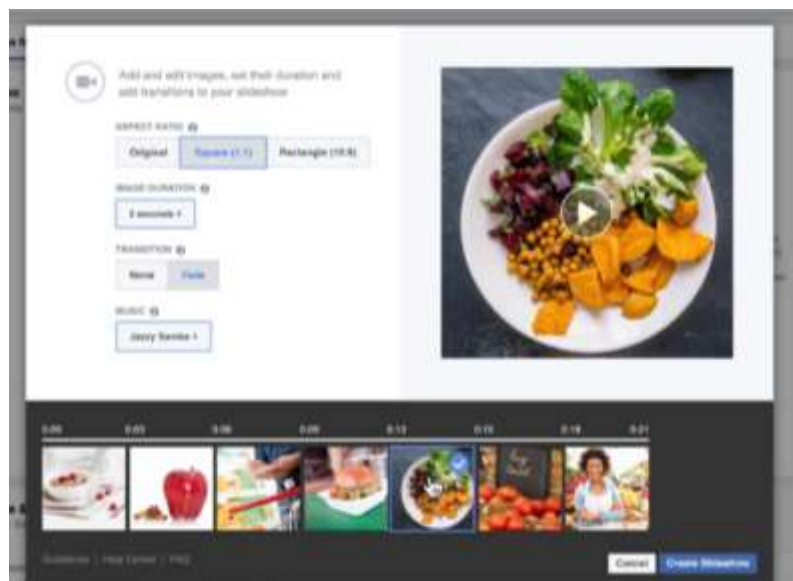 Add and edit images, set their duration and
add transitions to your slideshow
ASPECT RATIO
Original Square (1:1) Rectangle (16:9)
IMAGE DURATION
3 seconds
TRANSITION
None Fade
MUSIC
Jazzy Samba
0:00 0:03 0:06 0:09 0:15 0:18 0:21
Guidelines | Help Center | FAQ
Cancel Create Slideshow